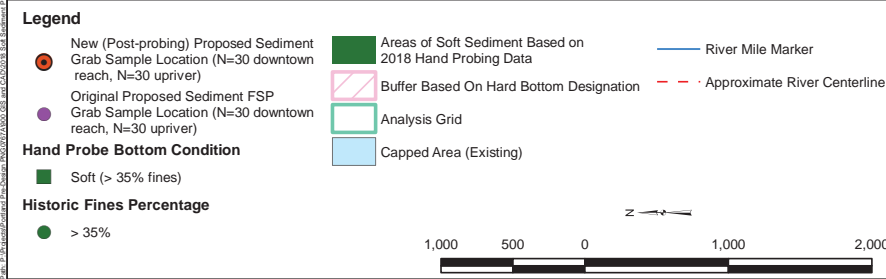 Legend
New (Post-probing) Proposed Sediment
Grab Sample Location (N=30 downtown
reach, N=30 upriver)
Original Proposed Sediment FSP
Grab Sample Location (N=30 downtown
reach, N=30 upriver)
Hand Probe Bottom Condition
Soft (> 35% fines)
Historic Fines Percentage
> 35%
Areas of Soft Sediment Based on
2018 Hand Probing Data
Buffer Based On Hard Bottom Designation
Analysis Grid
Capped Area (Existing)
River Mile Marker
Approximate River Centerline
N
1,000 500 0 1,000 2,000